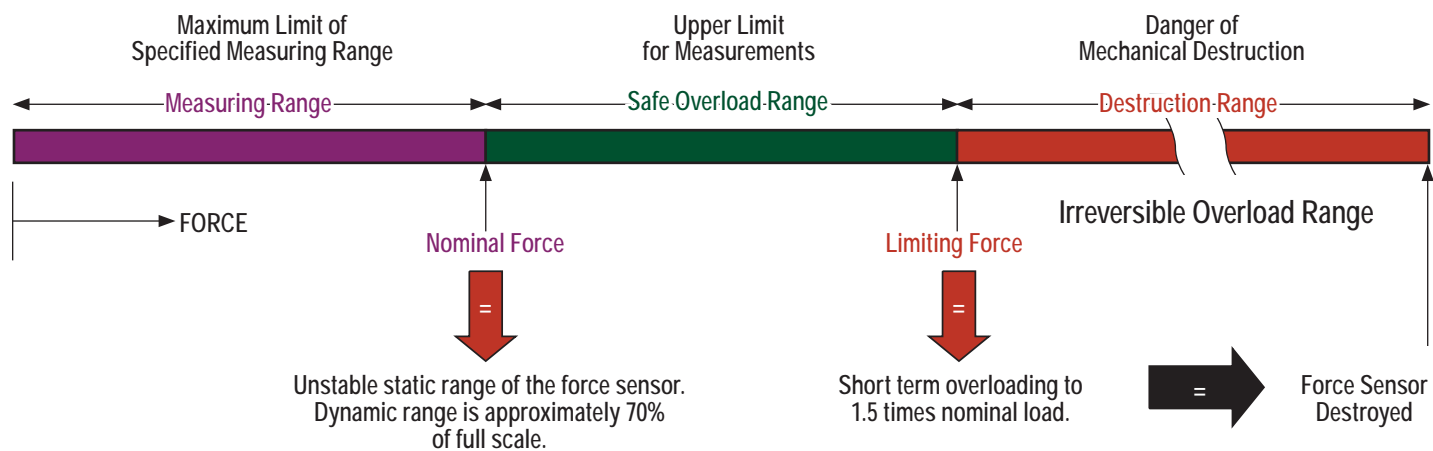 Maximum Limit of
Specified Measuring Range
Upper Limit
for Measurements
Danger of
Mechanical Destruction
Measuring Range
Safe Overload Range
Destruction Range
FORCE
Irreversible Overload Range
Nominal Force
Limiting Force
=
=
Unstable static range of the force sensor.
Dynamic range is approximately 70%
of full scale.
Short term overloading to
1.5 times nominal load.
=
Force Sensor
Destroyed